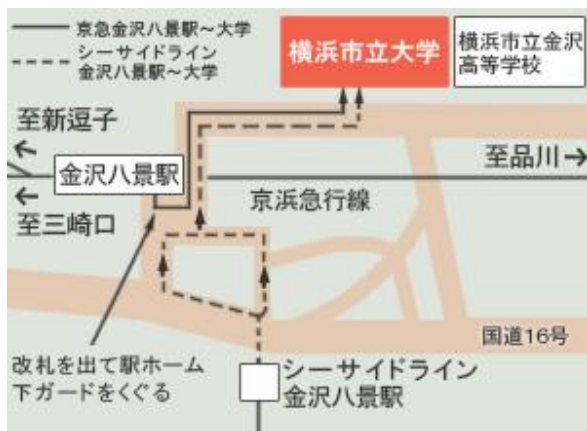 京急金沢八景駅～大学
シーサイドライン
金沢八景駅～大学
横浜市立大学
横浜市立金沢
高等学校
至新逗子
金沢八景駅
至三崎口
至品川
京浜急行線
国道16号
改札を出て駅ホーム
下ガードをくぐる
シーサイドライン
金沢八景駅